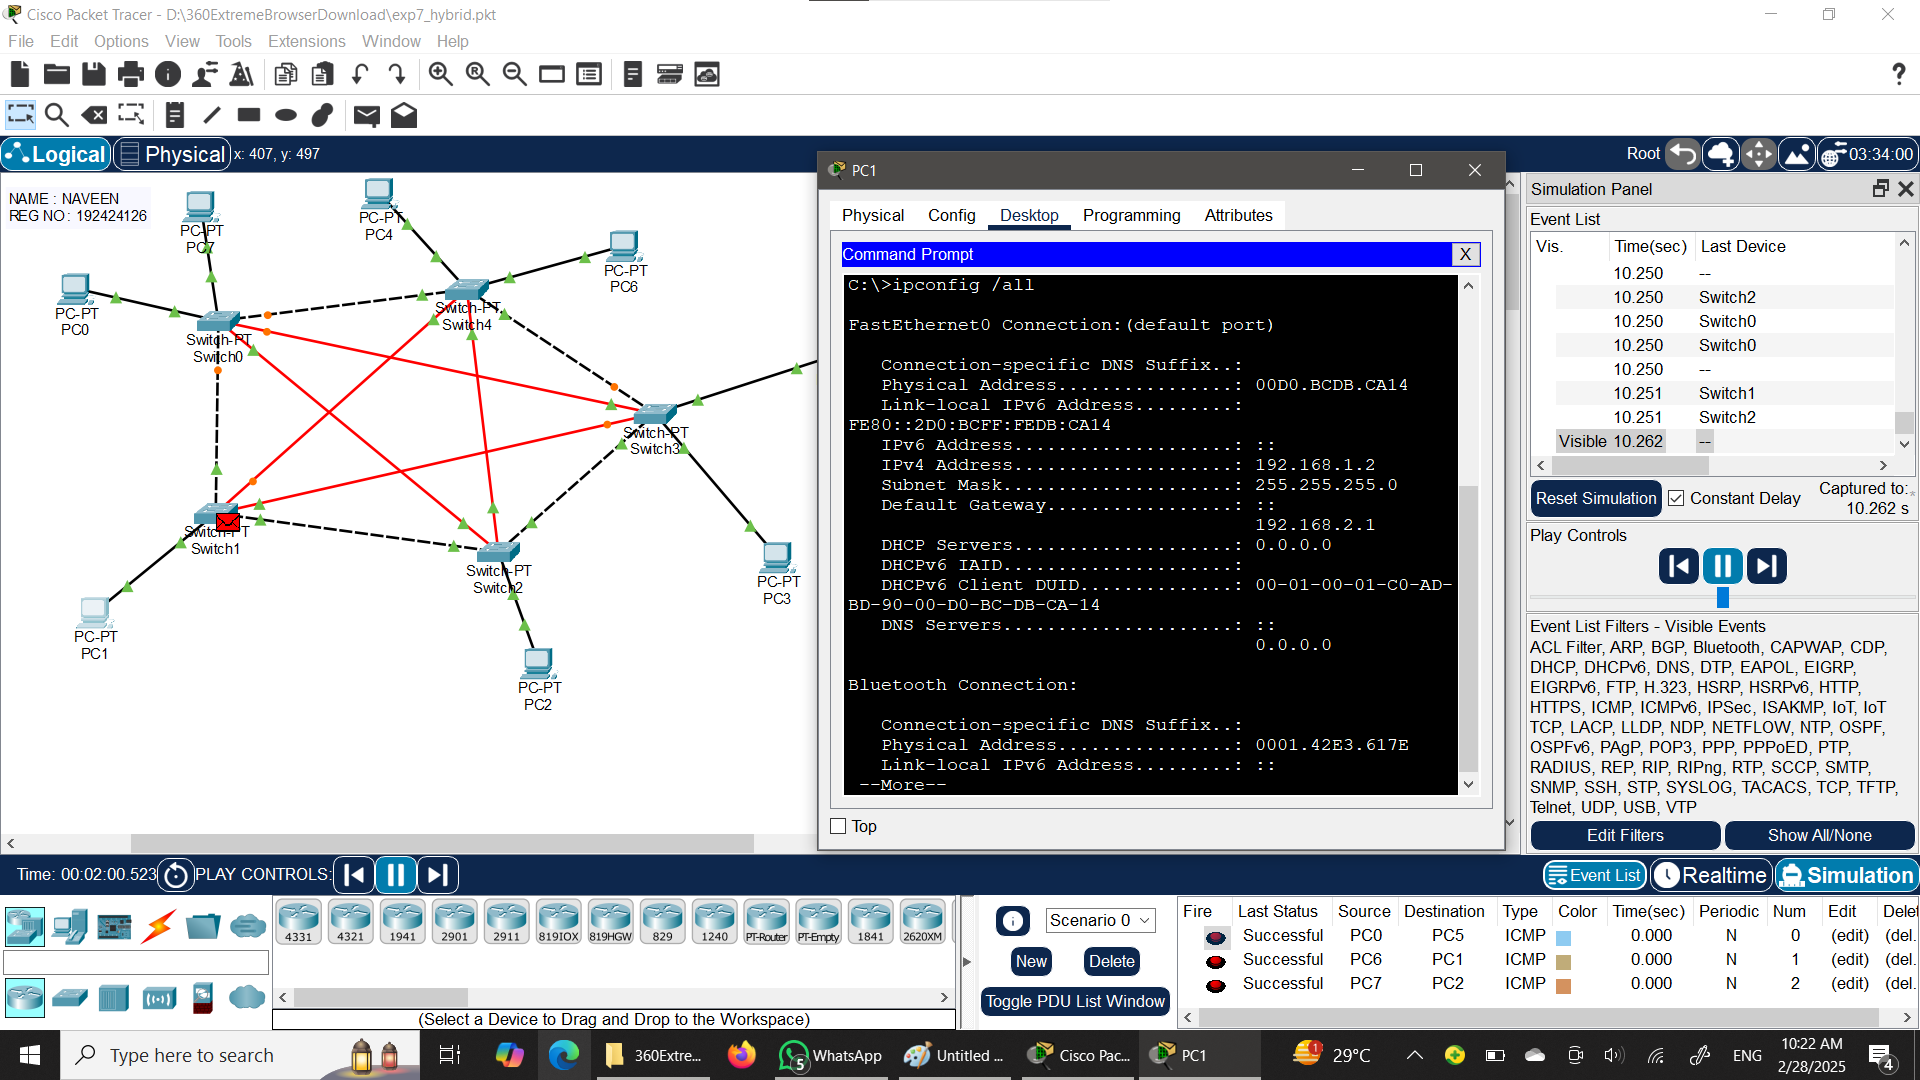 Cisco Packet Tracer - D:\360ExtremeBrowserDownload\exp7_hybrid.pkt
File Edit Options View Tools Extensions Window Help
Logical Physical x: 407, y: 497
Root 03:34:00
NAME : NAVEEN
REG NO : 192424126
PC-PT
PC7
PC-PT
PC4
PC-PT
PC6
PC-PT
PC0
Switch-PT
Switch4
Switch-PT
Switch0
Switch-PT
Switch3
Switch-PT
Switch1
Switch-PT
Switch2
PC-PT
PC3
PC-PT
PC1
PC-PT
PC2
PC1
Physical Config Desktop Programming Attributes
Command Prompt X
C:\>ipconfig /all
FastEthernet0 Connection:(default port)
Connection-specific DNS Suffix..:
Physical Address................: 00D0.BCDB.CA14
Link-local IPv6 Address.........:
FE80::2D0:BCFF:FEDB:CA14
IPv6 Address....................: ::
IPv4 Address....................: 192.168.1.2
Subnet Mask.....................: 255.255.255.0
Default Gateway.................: ::
192.168.2.1
DHCP Servers....................: 0.0.0.0
DHCPv6 IAID.....................:
DHCPv6 Client DUID..............: 00-01-00-01-C0-AD-
BD-90-00-D0-BC-DB-CA-14
DNS Servers.....................: ::
0.0.0.0
Bluetooth Connection:
Connection-specific DNS Suffix..:
Physical Address................: 0001.42E3.617E
Link-local IPv6 Address.........: ::
--More--
Top
Simulation Panel
Event List
Vis. Time(sec) Last Device
10.250 --
10.250 Switch2
10.250 Switch0
10.250 Switch0
10.250 --
10.251 Switch1
10.251 Switch2
Visible 10.262 --
Reset Simulation Constant Delay Captured to:
10.262 s
Play Controls
Event List Filters - Visible Events
ACL Filter, ARP, BGP, Bluetooth, CAPWAP, CDP,
DHCP, DHCPv6, DNS, DTP, EAPOL, EIGRP,
EIGRPv6, FTP, H.323, HSRP, HSRPv6, HTTP,
HTTPS, ICMP, ICMPv6, IPSec, ISAKMP, IoT, IoT
TCP, LACP, LLDP, NDP, NETFLOW, NTP, OSPF,
OSPFv6, PAgP, POP3, PPP, PPPoED, PTP,
RADIUS, REP, RIP, RIPng, RTP, SCCP, SMTP,
SNMP, SSH, STP, SYSLOG, TACACS, TCP, TFTP,
Telnet, UDP, USB, VTP
Edit Filters Show All/None
Time: 00:02:00.523 PLAY CONTROLS:
Event List Realtime Simulation
4331 4321 1941 2901 2911 819IOX 819HGW 829 1240 PT-Router PT-Empty 1841 2620XM
(Select a Device to Drag and Drop to the Workspace)
Scenario 0
New Delete
Toggle PDU List Window
Fire Last Status Source Destination Type Color Time(sec) Periodic Num Edit Delet
Successful PC0 PC5 ICMP 0.000 N 0 (edit) (del.
Successful PC6 PC1 ICMP 0.000 N 1 (edit) (del.
Successful PC7 PC2 ICMP 0.000 N 2 (edit) (del.
Type here to search
360Extre...
5 WhatsApp
Untitled ...
Cisco Pac...
PC1
1 29°C
ENG
10:22 AM
2/28/2025
4